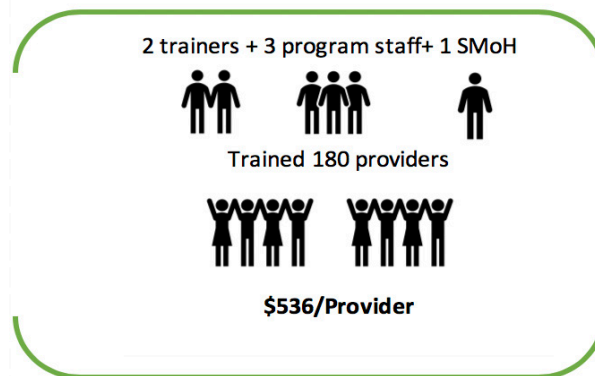 2 trainers + 3 program staff+ 1 SMoH
Trained 180 providers
$536/Provider